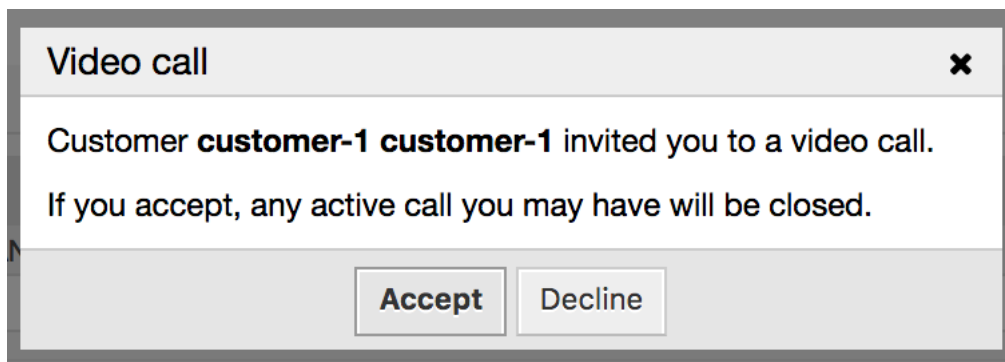 Video call
Customer customer-1 customer-1 invited you to a video call.
If you accept, any active call you may have will be closed.
Accept Decline